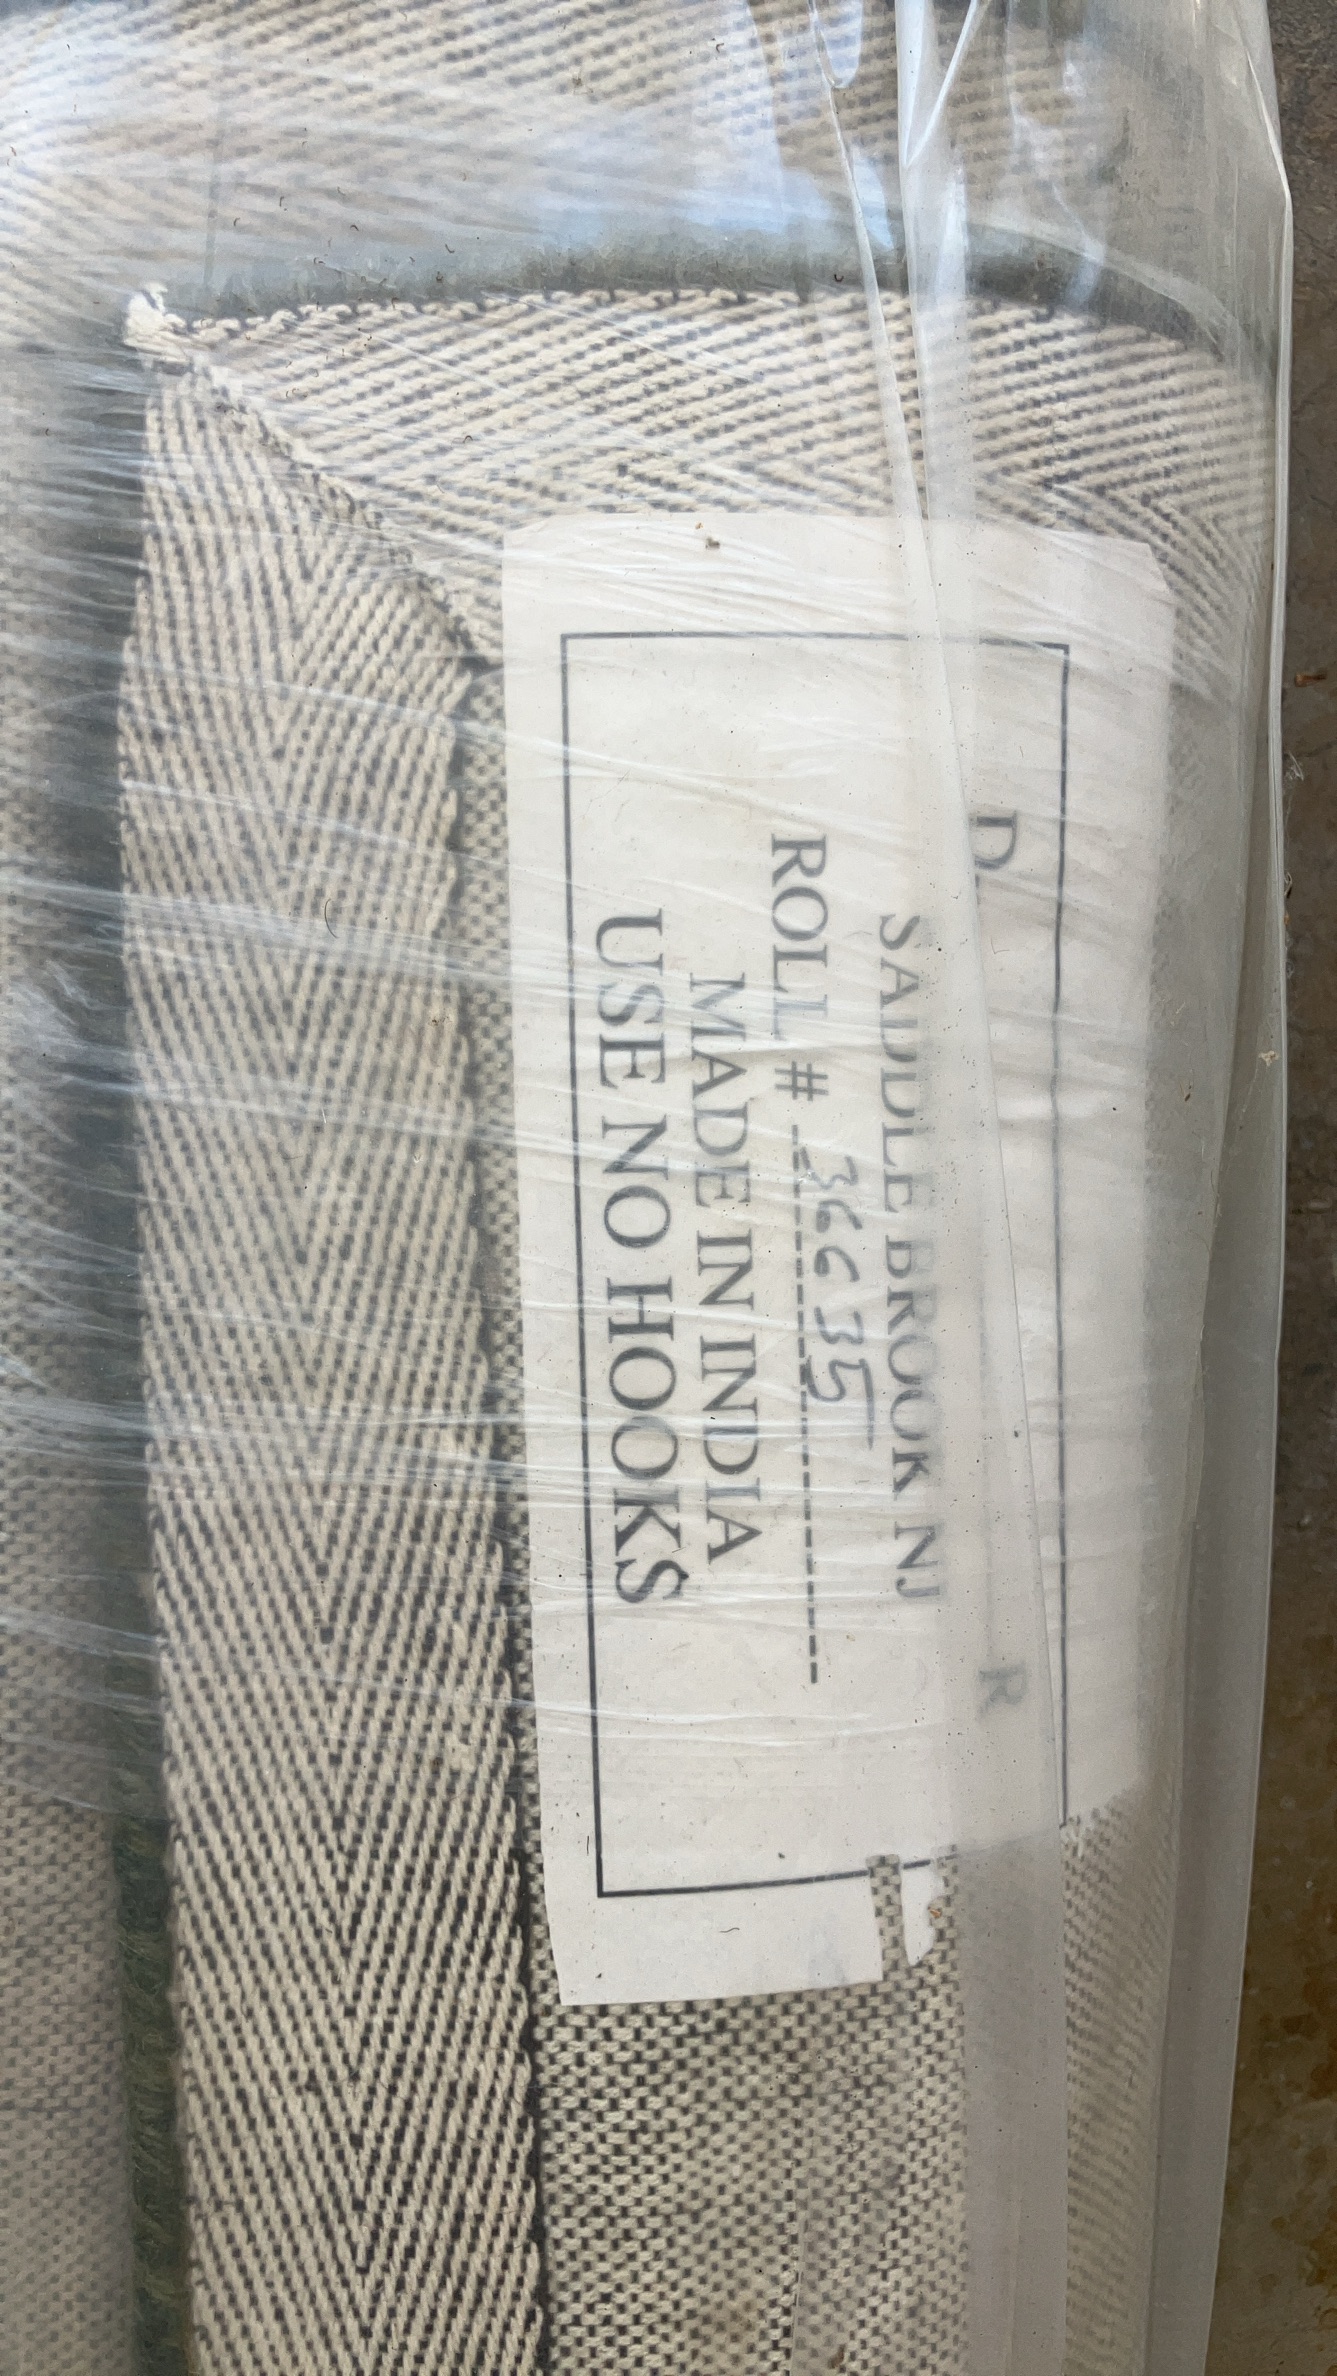 D
R
SADDLE BROOK NJ
ROLL # 36635
MADE IN INDIA
USE NO HOOKS